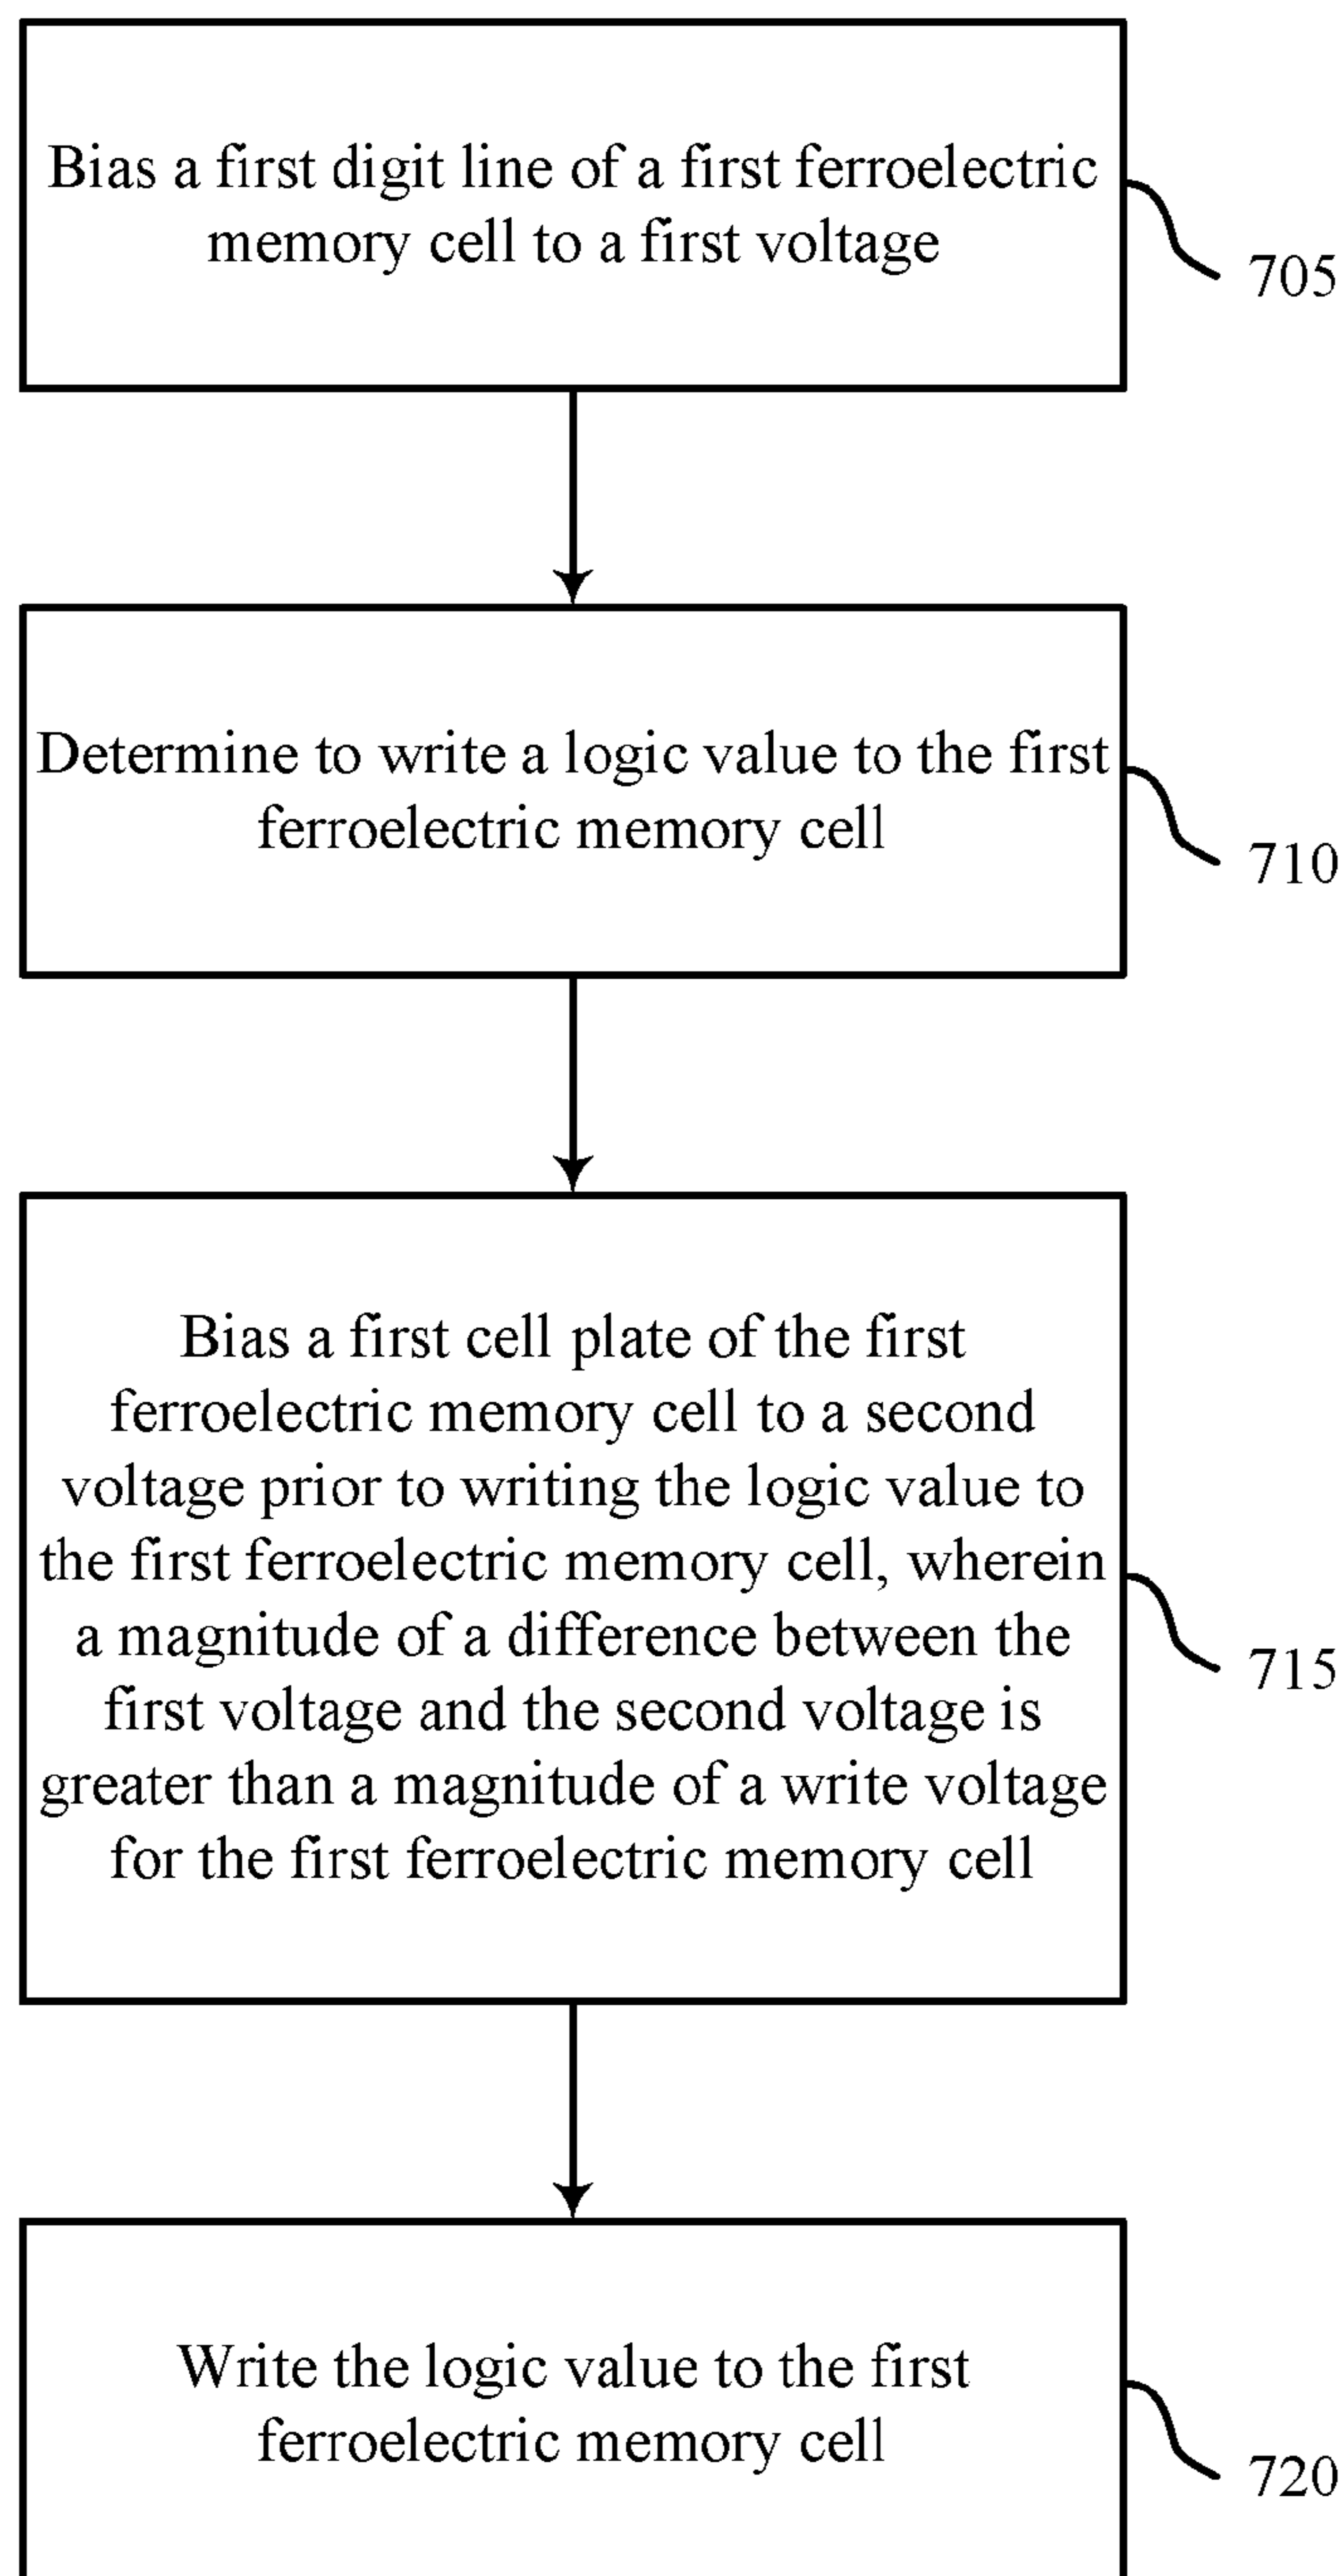 Bias a first digit line of a first ferroelectric
memory cell to a first voltage
705
Determine to write a logic value to the first
ferroelectric memory cell
710
Bias a first cell plate of the first
ferroelectric memory cell to a second
voltage prior to writing the logic value to
the first ferroelectric memory cell, wherein
a magnitude of a difference between the
first voltage and the second voltage is
greater than a magnitude of a write voltage
for the first ferroelectric memory cell
715
Write the logic value to the first
ferroelectric memory cell
720